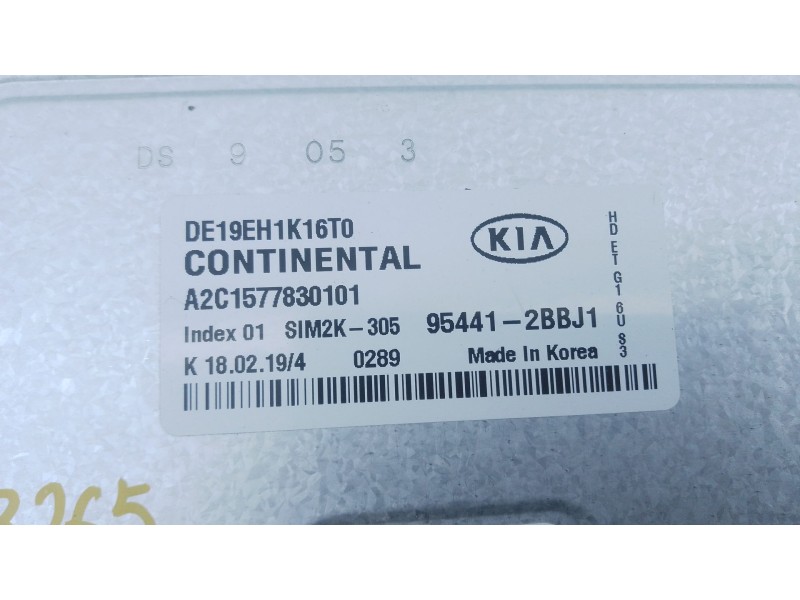 DS 9 05 3
DE19EH1K16T0
CONTINENTAL
A2C1577830101
Index 01 SIM2K-305
K 18.02.19/4 0289
KIA
95441-2BBJ1
Made in Korea
HD ET G1 6U S3
3265